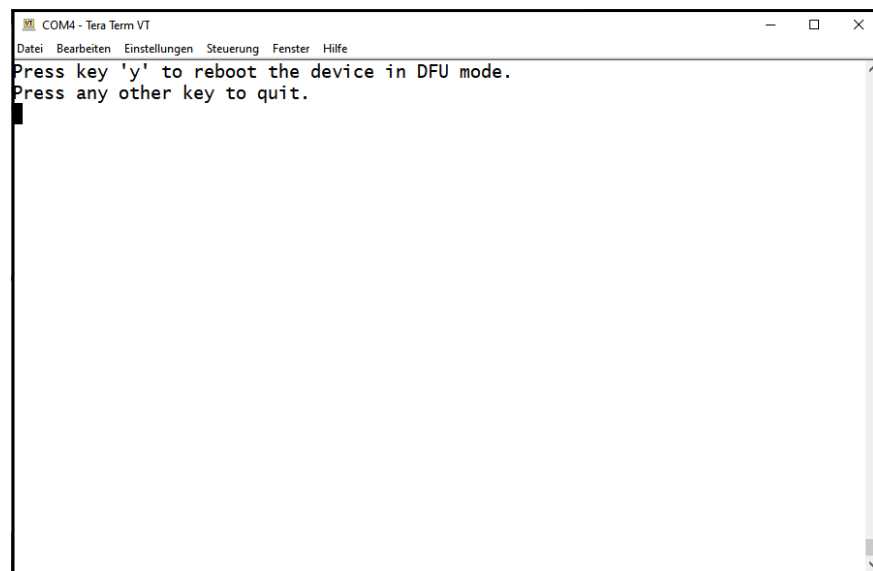 VT COM4 - Tera Term VT
Datei Bearbeiten Einstellungen Steuerung Fenster Hilfe
Press key 'y' to reboot the device in DFU mode.
Press any other key to quit.